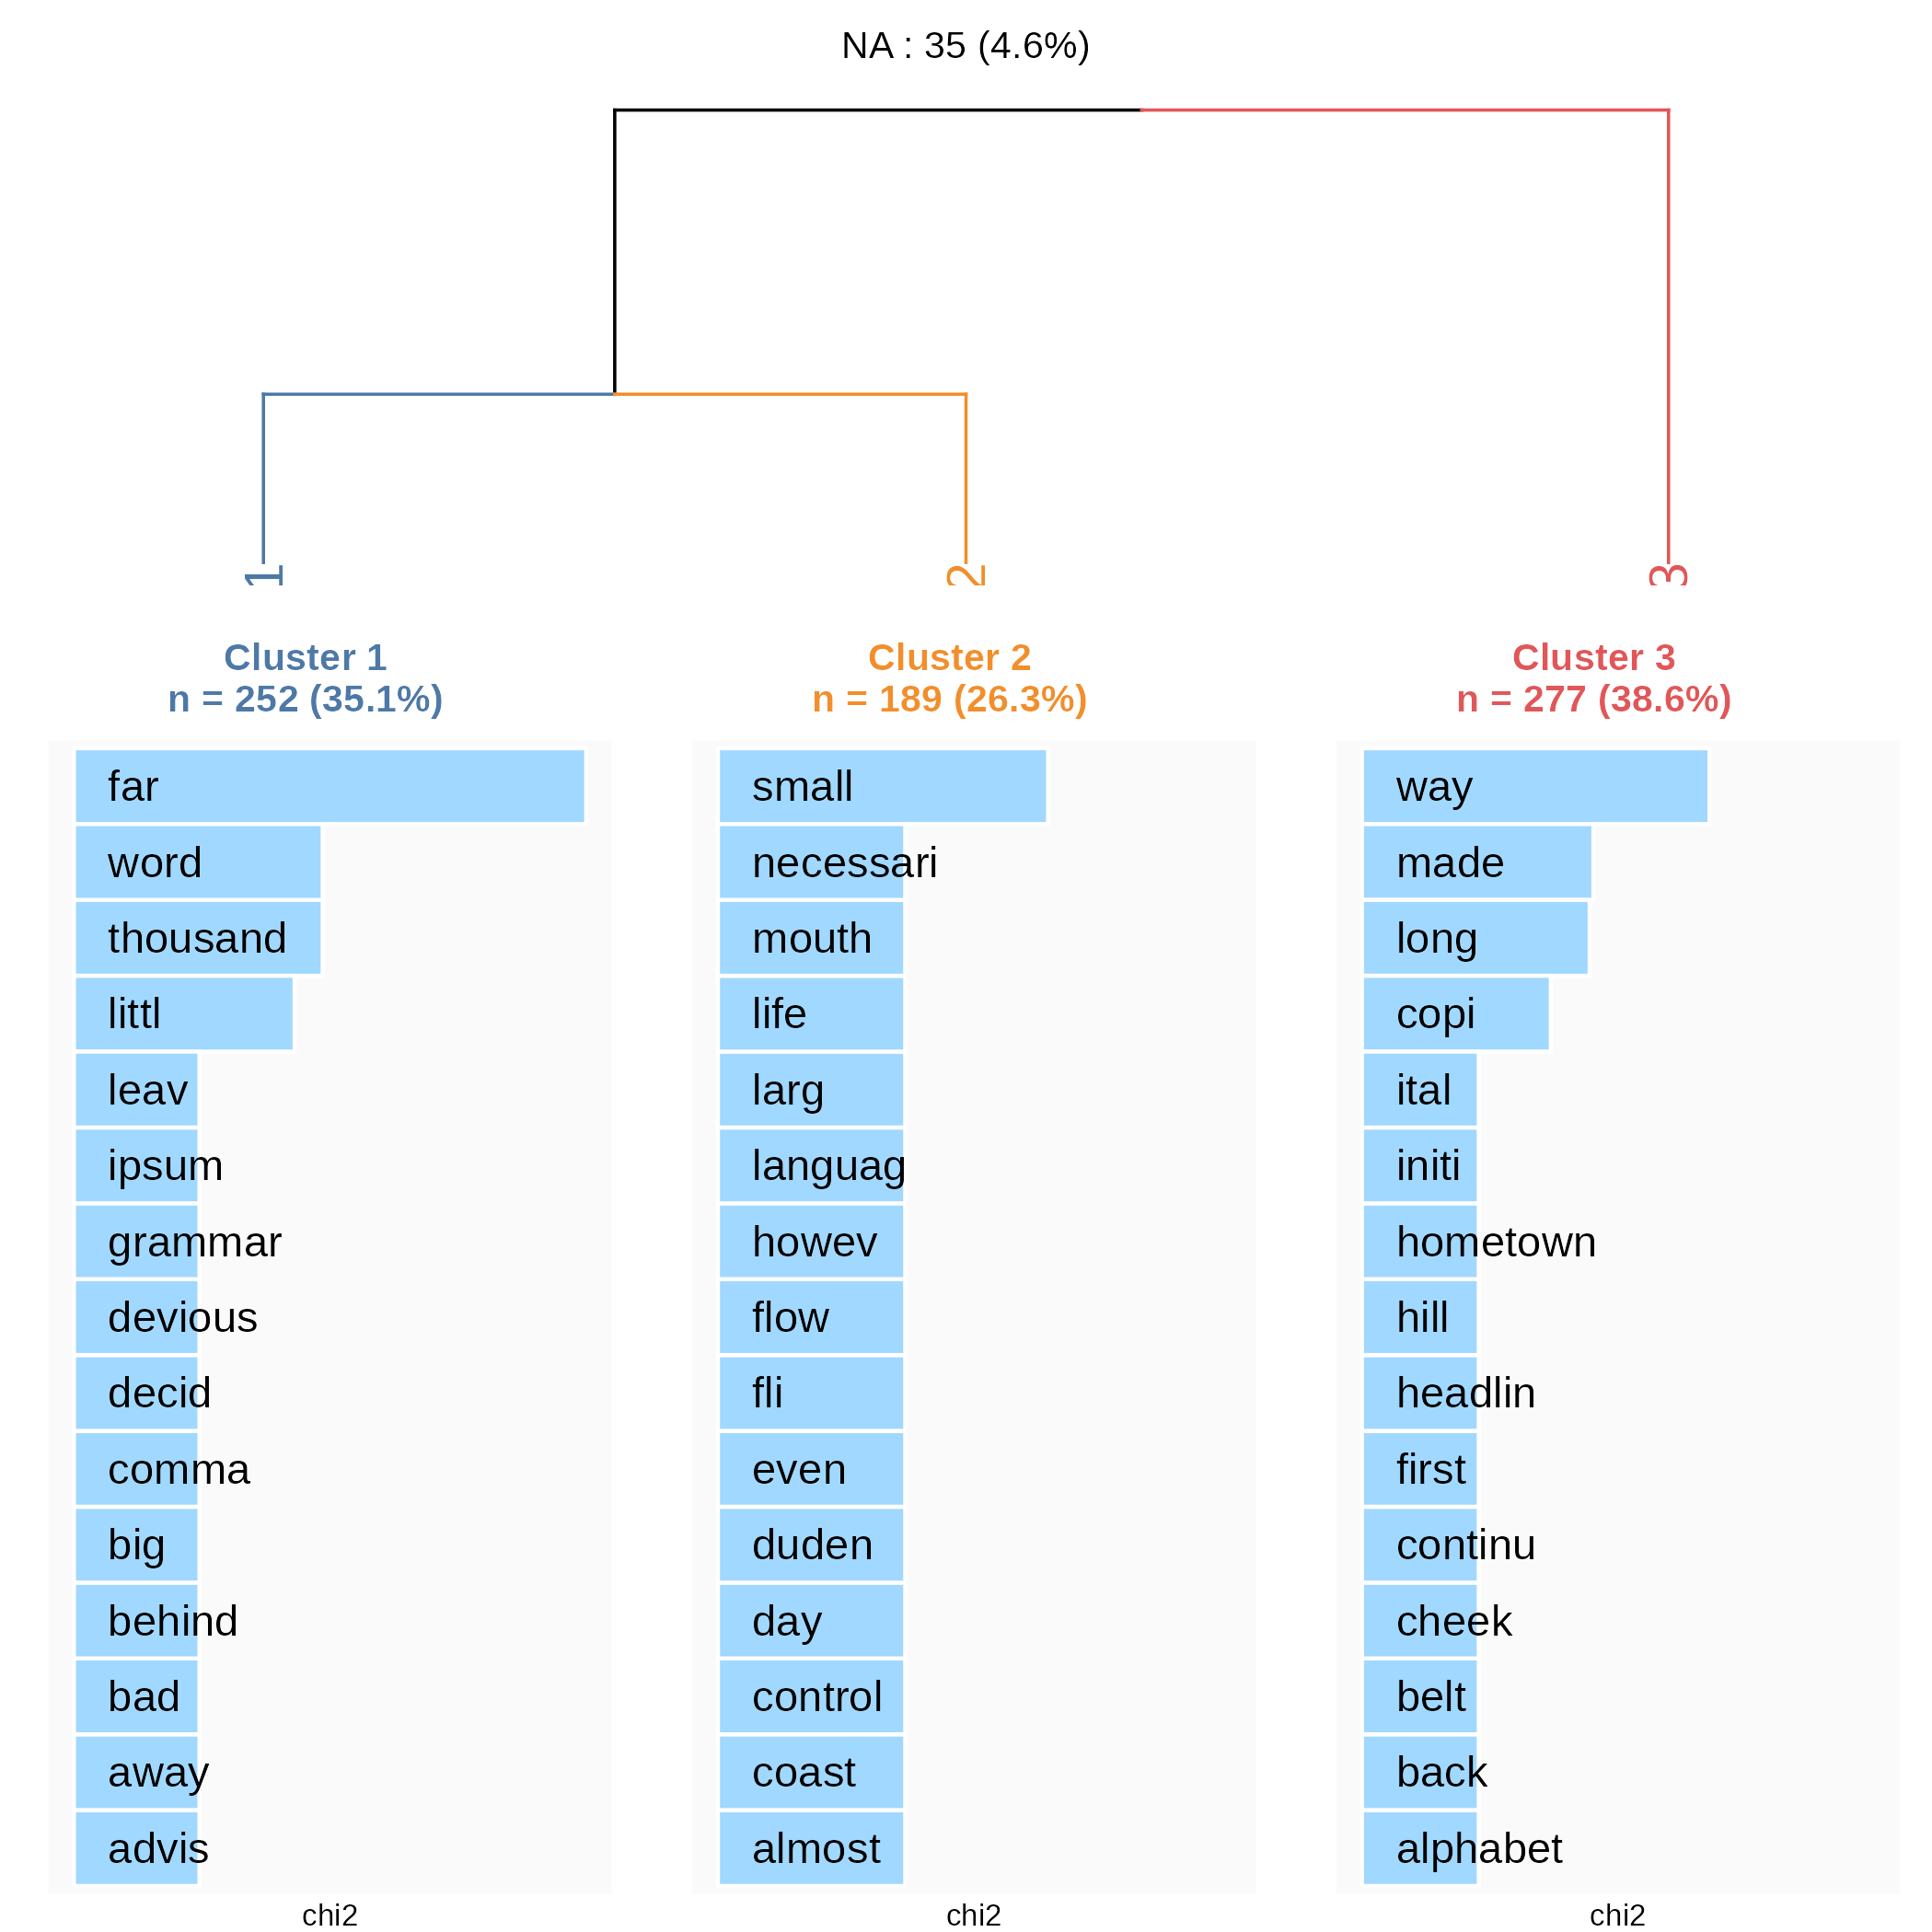 NA : 35 (4.6%)
1
2
3
Cluster 1
n = 252 (35.1%)
far
word
thousand
littl
leav
ipsum
grammar
devious
decid
comma
big
behind
bad
away
advis
chi2
Cluster 2
n = 189 (26.3%)
small
necessari
mouth
life
larg
languag
howev
flow
fli
even
duden
day
control
coast
almost
chi2
Cluster 3
n = 277 (38.6%)
way
made
long
copi
ital
initi
hometown
hill
headlin
first
continu
cheek
belt
back
alphabet
chi2